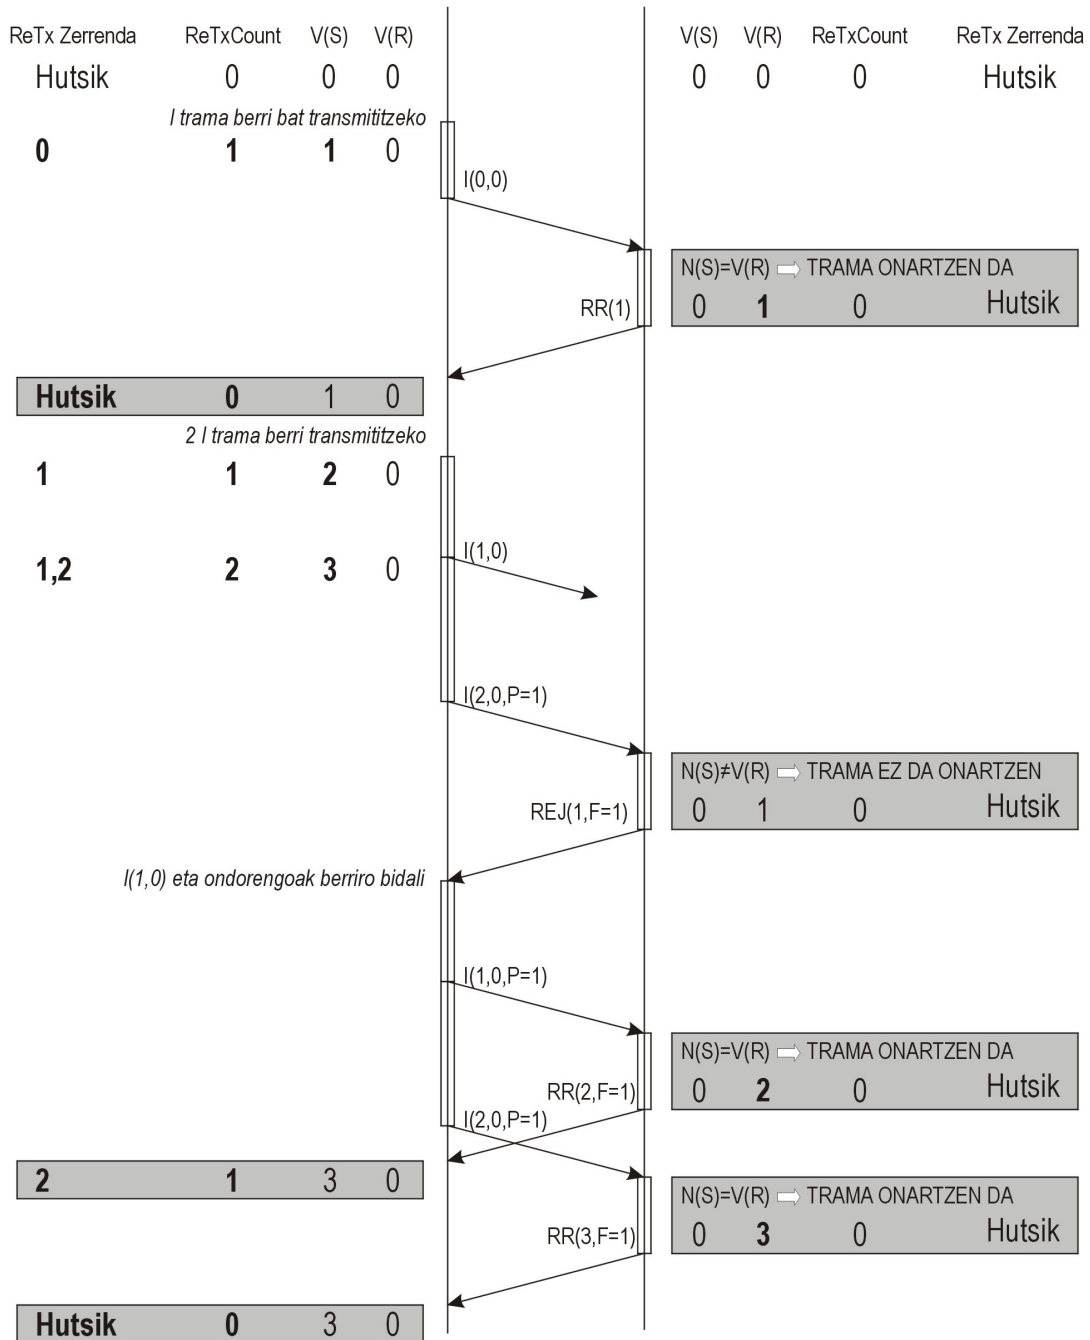 ReTx Zerrenda ReTxCount V(S) V(R) V(S) V(R) ReTxCount ReTx Zerrenda
Hutsik 0 0 0 0 0 0 Hutsik
I trama berri bat transmititzeko
0 1 1 0
I(0,0)
N(S)=V(R) ⇨ TRAMA ONARTZEN DA
RR(1) 0 1 0 Hutsik
Hutsik 0 1 0
2 I trama berri transmititzeko
1 1 2 0
I(1,0)
1,2 2 3 0
I(2,0,P=1)
N(S)≠V(R) ⇨ TRAMA EZ DA ONARTZEN
REJ(1,F=1) 0 1 0 Hutsik
I(1,0) eta ondorengoak berriro bidali
I(1,0,P=1)
N(S)=V(R) ⇨ TRAMA ONARTZEN DA
RR(2,F=1) 0 2 0 Hutsik
I(2,0,P=1)
2 1 3 0
N(S)=V(R) ⇨ TRAMA ONARTZEN DA
RR(3,F=1) 0 3 0 Hutsik
Hutsik 0 3 0